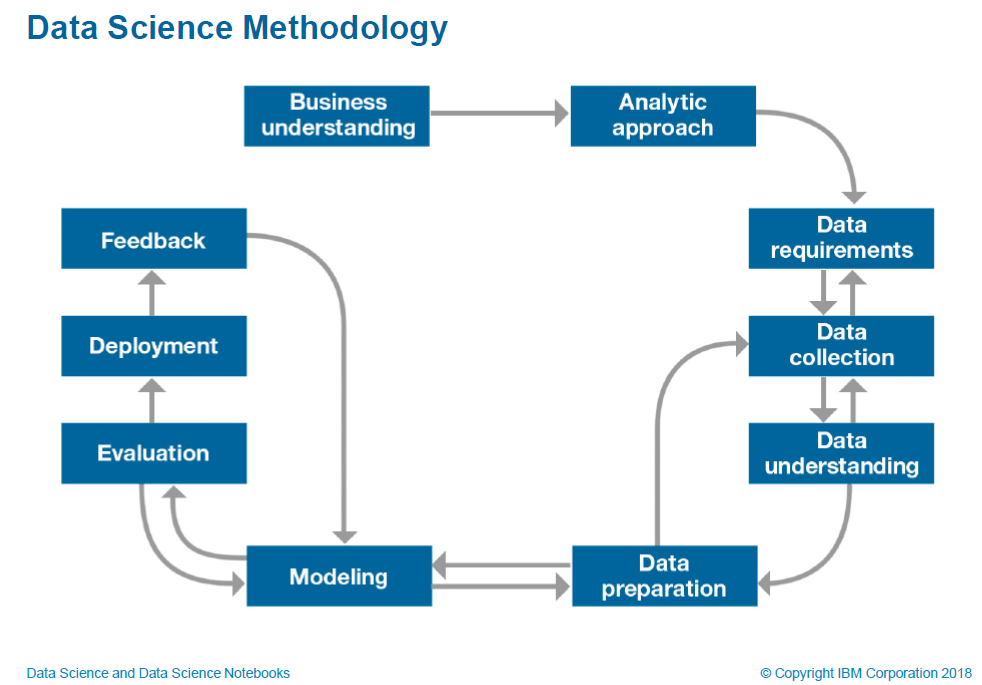 Data Science Methodology
Business
understanding
Analytic
approach
Data
requirements
Data
collection
Data
understanding
Data
preparation
Modeling
Evaluation
Deployment
Feedback
Data Science and Data Science Notebooks
© Copyright IBM Corporation 2018